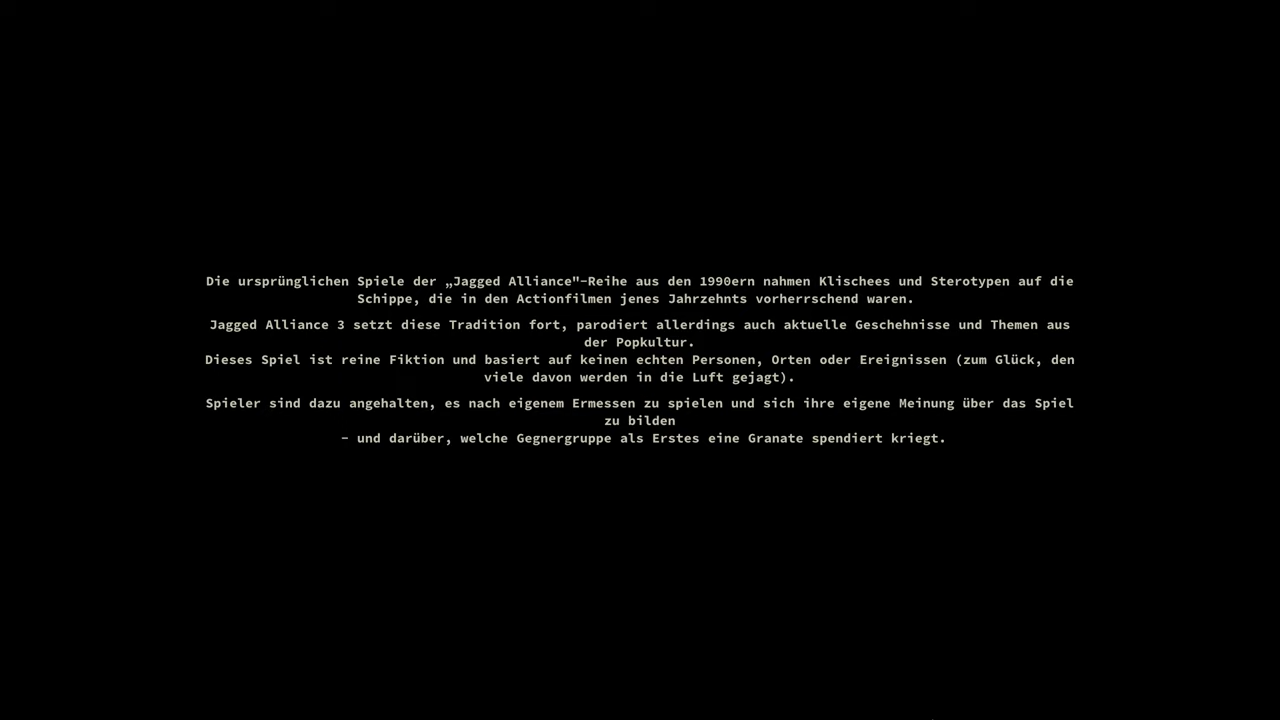 Die ursprünglichen Spiele der „Jagged Alliance"-Reihe aus den 1990ern nahmen Klischees und Sterotypen auf die
Schippe, die in den Actionfilmen jenes Jahrzehnts vorherrschend waren.
Jagged Alliance 3 setzt diese Tradition fort, parodiert allerdings auch aktuelle Geschehnisse und Themen aus
der Popkultur.
Dieses Spiel ist reine Fiktion und basiert auf keinen echten Personen, Orten oder Ereignissen (zum Glück, den
viele davon werden in die Luft gejagt).
Spieler sind dazu angehalten, es nach eigenem Ermessen zu spielen und sich ihre eigene Meinung über das Spiel
zu bilden
– und darüber, welche Gegnergruppe als Erstes eine Granate spendiert kriegt.